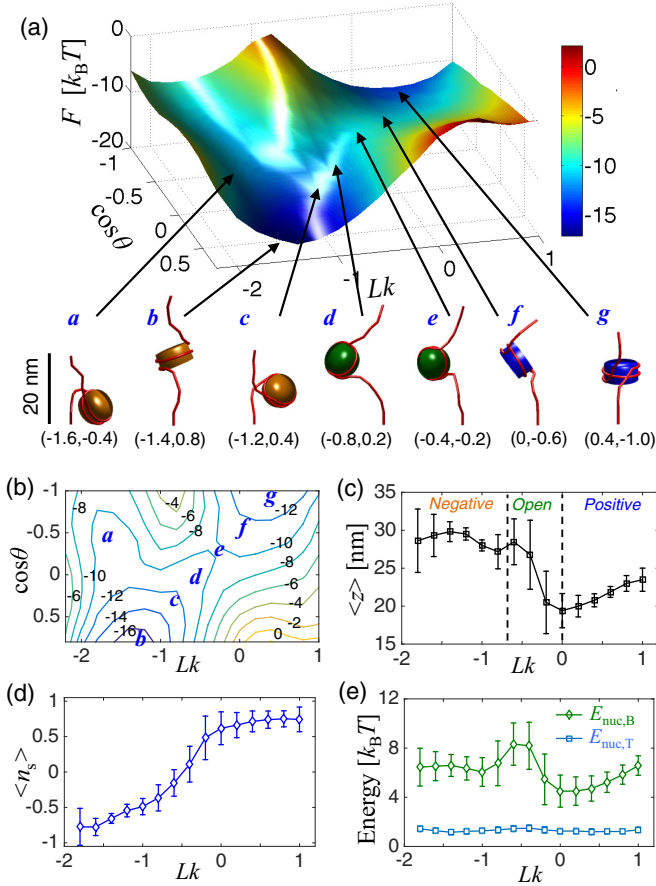 (a)
F [k_BT]
0
-10
-20
-1
-0.5
0
0.5
cosθ
-2
-1
0
1
Lk
0
-5
-10
-15
a b c d e f g
20 nm
(-1.6,-0.4) (-1.4,0.8) (-1.2,0.4) (-0.8,0.2) (-0.4,-0.2) (0,-0.6) (0.4,-1.0)
(b)
cosθ
-1
-0.5
0
0.5
-8 -4 -6 -8 g -12
a f
e -10
-6 -10 d -8
-12 c -6
-14 -4
-16 b -2
0
-2 -1 0 1
Lk
(c)
<z> [nm]
35
30
25
20
15
Negative Open Positive
-2 -1 0 1
Lk
(d)
<n_s>
1
0.5
0
-0.5
-1
-2 -1 0 1
Lk
(e)
Energy [k_BT]
12
8
4
0
E_nuc,B
E_nuc,T
-2 -1 0 1
Lk